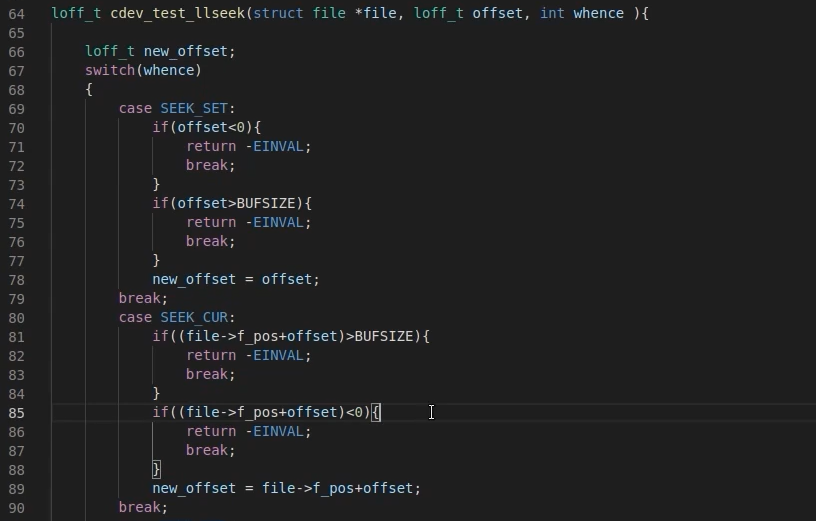 64 loff_t cdev_test_llseek(struct file *file, loff_t offset, int whence ){
65
66 loff_t new_offset;
67 switch(whence)
68 {
69 case SEEK_SET:
70 if(offset<0){
71 return -EINVAL;
72 break;
73 }
74 if(offset>BUFSIZE){
75 return -EINVAL;
76 break;
77 }
78 new_offset = offset;
79 break;
80 case SEEK_CUR:
81 if((file->f_pos+offset)>BUFSIZE){
82 return -EINVAL;
83 break;
84 }
85 if((file->f_pos+offset)<0){
86 return -EINVAL;
87 break;
88 }
89 new_offset = file->f_pos+offset;
90 break;